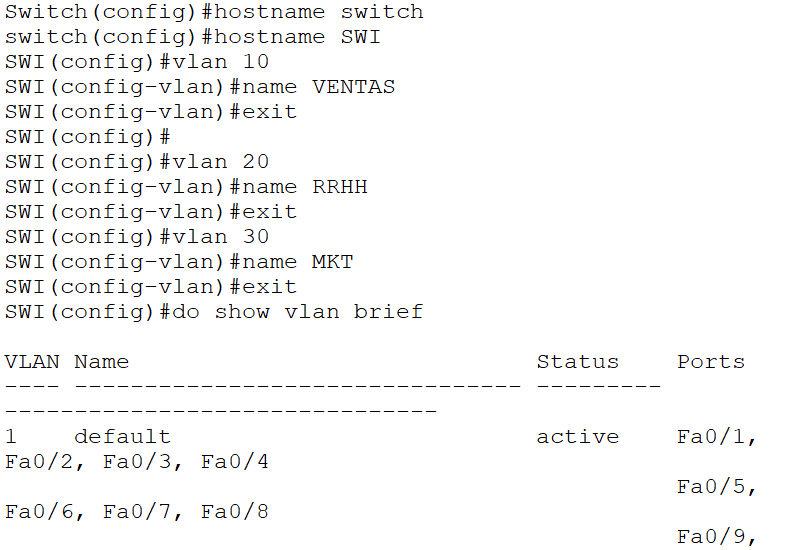 Switch(config)#hostname switch
switch(config)#hostname SWI
SWI(config)#vlan 10
SWI(config-vlan)#name VENTAS
SWI(config-vlan)#exit
SWI(config)#
SWI(config)#vlan 20
SWI(config-vlan)#name RRHH
SWI(config-vlan)#exit
SWI(config)#vlan 30
SWI(config-vlan)#name MKT
SWI(config-vlan)#exit
SWI(config)#do show vlan brief
VLAN Name                             Status    Ports
---- -------------------------------- ---------
-------------------------------
1    default                          active    Fa0/1,
Fa0/2, Fa0/3, Fa0/4
                                                Fa0/5,
Fa0/6, Fa0/7, Fa0/8
                                                Fa0/9,